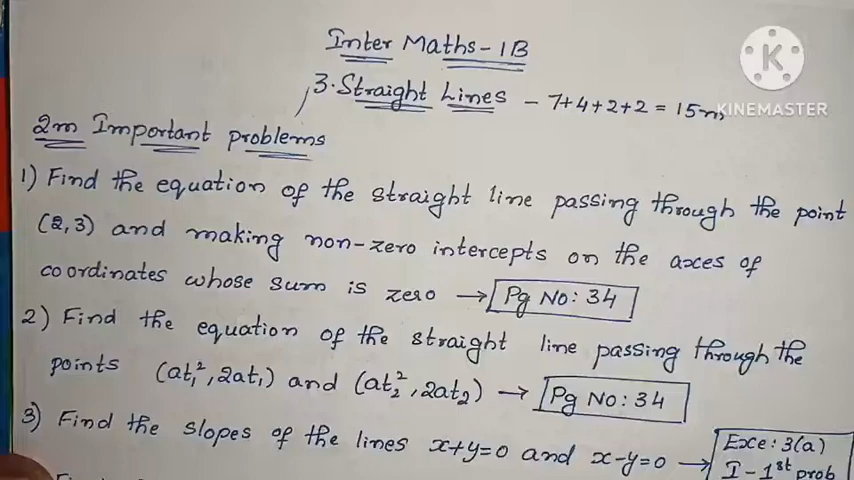 Inter Maths-1B
3. Straight Lines - 7+4+2+2 = 15m
KINEMASTER
2m Important problems
1) Find the equation of the straight line passing through the point
(2,3) and making non-zero intercepts on the axes of
coordinates whose sum is zero → Pg No: 34
2) Find the equation of the straight line passing through the
points (at₁², 2at₁) and (at₂², 2at₂) → Pg No: 34
3) Find the slopes of the lines x+y=0 and x-y=0 → Exe: 3(a)
I - 1st prob